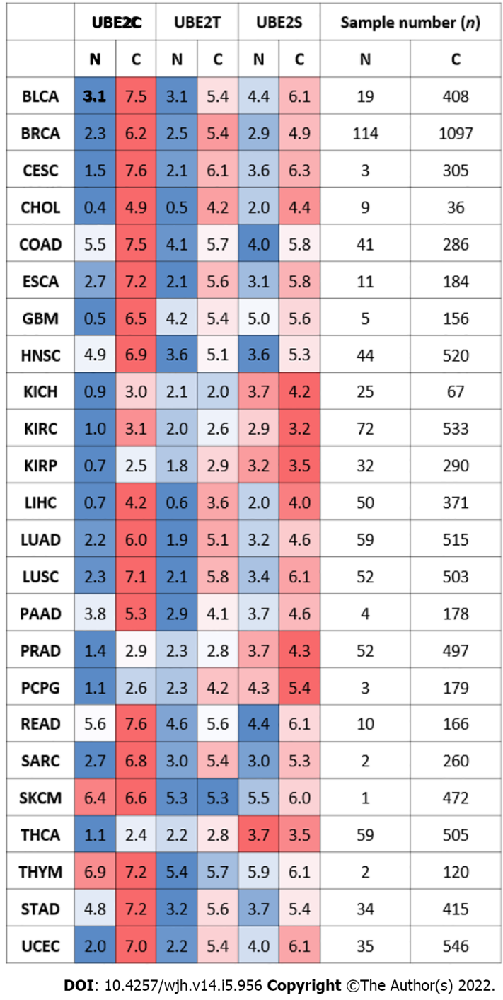 UBE2C UBE2T UBE2S Sample number (n)
N C N C N C N C
BLCA 3.1 7.5 3.1 5.4 4.4 6.1 19 408
BRCA 2.3 6.2 2.5 5.4 2.9 4.9 114 1097
CESC 1.5 7.6 2.1 6.1 3.6 6.3 3 305
CHOL 0.4 4.9 0.5 4.2 2.0 4.4 9 36
COAD 5.5 7.5 4.1 5.7 4.0 5.8 41 286
ESCA 2.7 7.2 2.1 5.6 3.1 5.8 11 184
GBM 0.5 6.5 4.2 5.4 5.0 5.6 5 156
HNSC 4.9 6.9 3.6 5.1 3.6 5.3 44 520
KICH 0.9 3.0 2.1 2.0 3.7 4.2 25 67
KIRC 1.0 3.1 2.0 2.6 2.9 3.2 72 533
KIRP 0.7 2.5 1.8 2.9 3.2 3.5 32 290
LIHC 0.7 4.2 0.6 3.6 2.0 4.0 50 371
LUAD 2.2 6.0 1.9 5.1 3.2 4.6 59 515
LUSC 2.3 7.1 2.1 5.8 3.4 6.1 52 503
PAAD 3.8 5.3 2.9 4.1 3.7 4.6 4 178
PRAD 1.4 2.9 2.3 2.8 3.7 4.3 52 497
PCPG 1.1 2.6 2.3 4.2 4.3 5.4 3 179
READ 5.6 7.6 4.6 5.6 4.4 6.1 10 166
SARC 2.7 6.8 3.0 5.4 3.0 5.3 2 260
SKCM 6.4 6.6 5.3 5.3 5.5 6.0 1 472
THCA 1.1 2.4 2.2 2.8 3.7 3.5 59 505
THYM 6.9 7.2 5.4 5.7 5.9 6.1 2 120
STAD 4.8 7.2 3.2 5.6 3.7 5.4 34 415
UCEC 2.0 7.0 2.2 5.4 4.0 6.1 35 546
DOI: 10.4257/wjh.v14.i5.956 Copyright ©The Author(s) 2022.